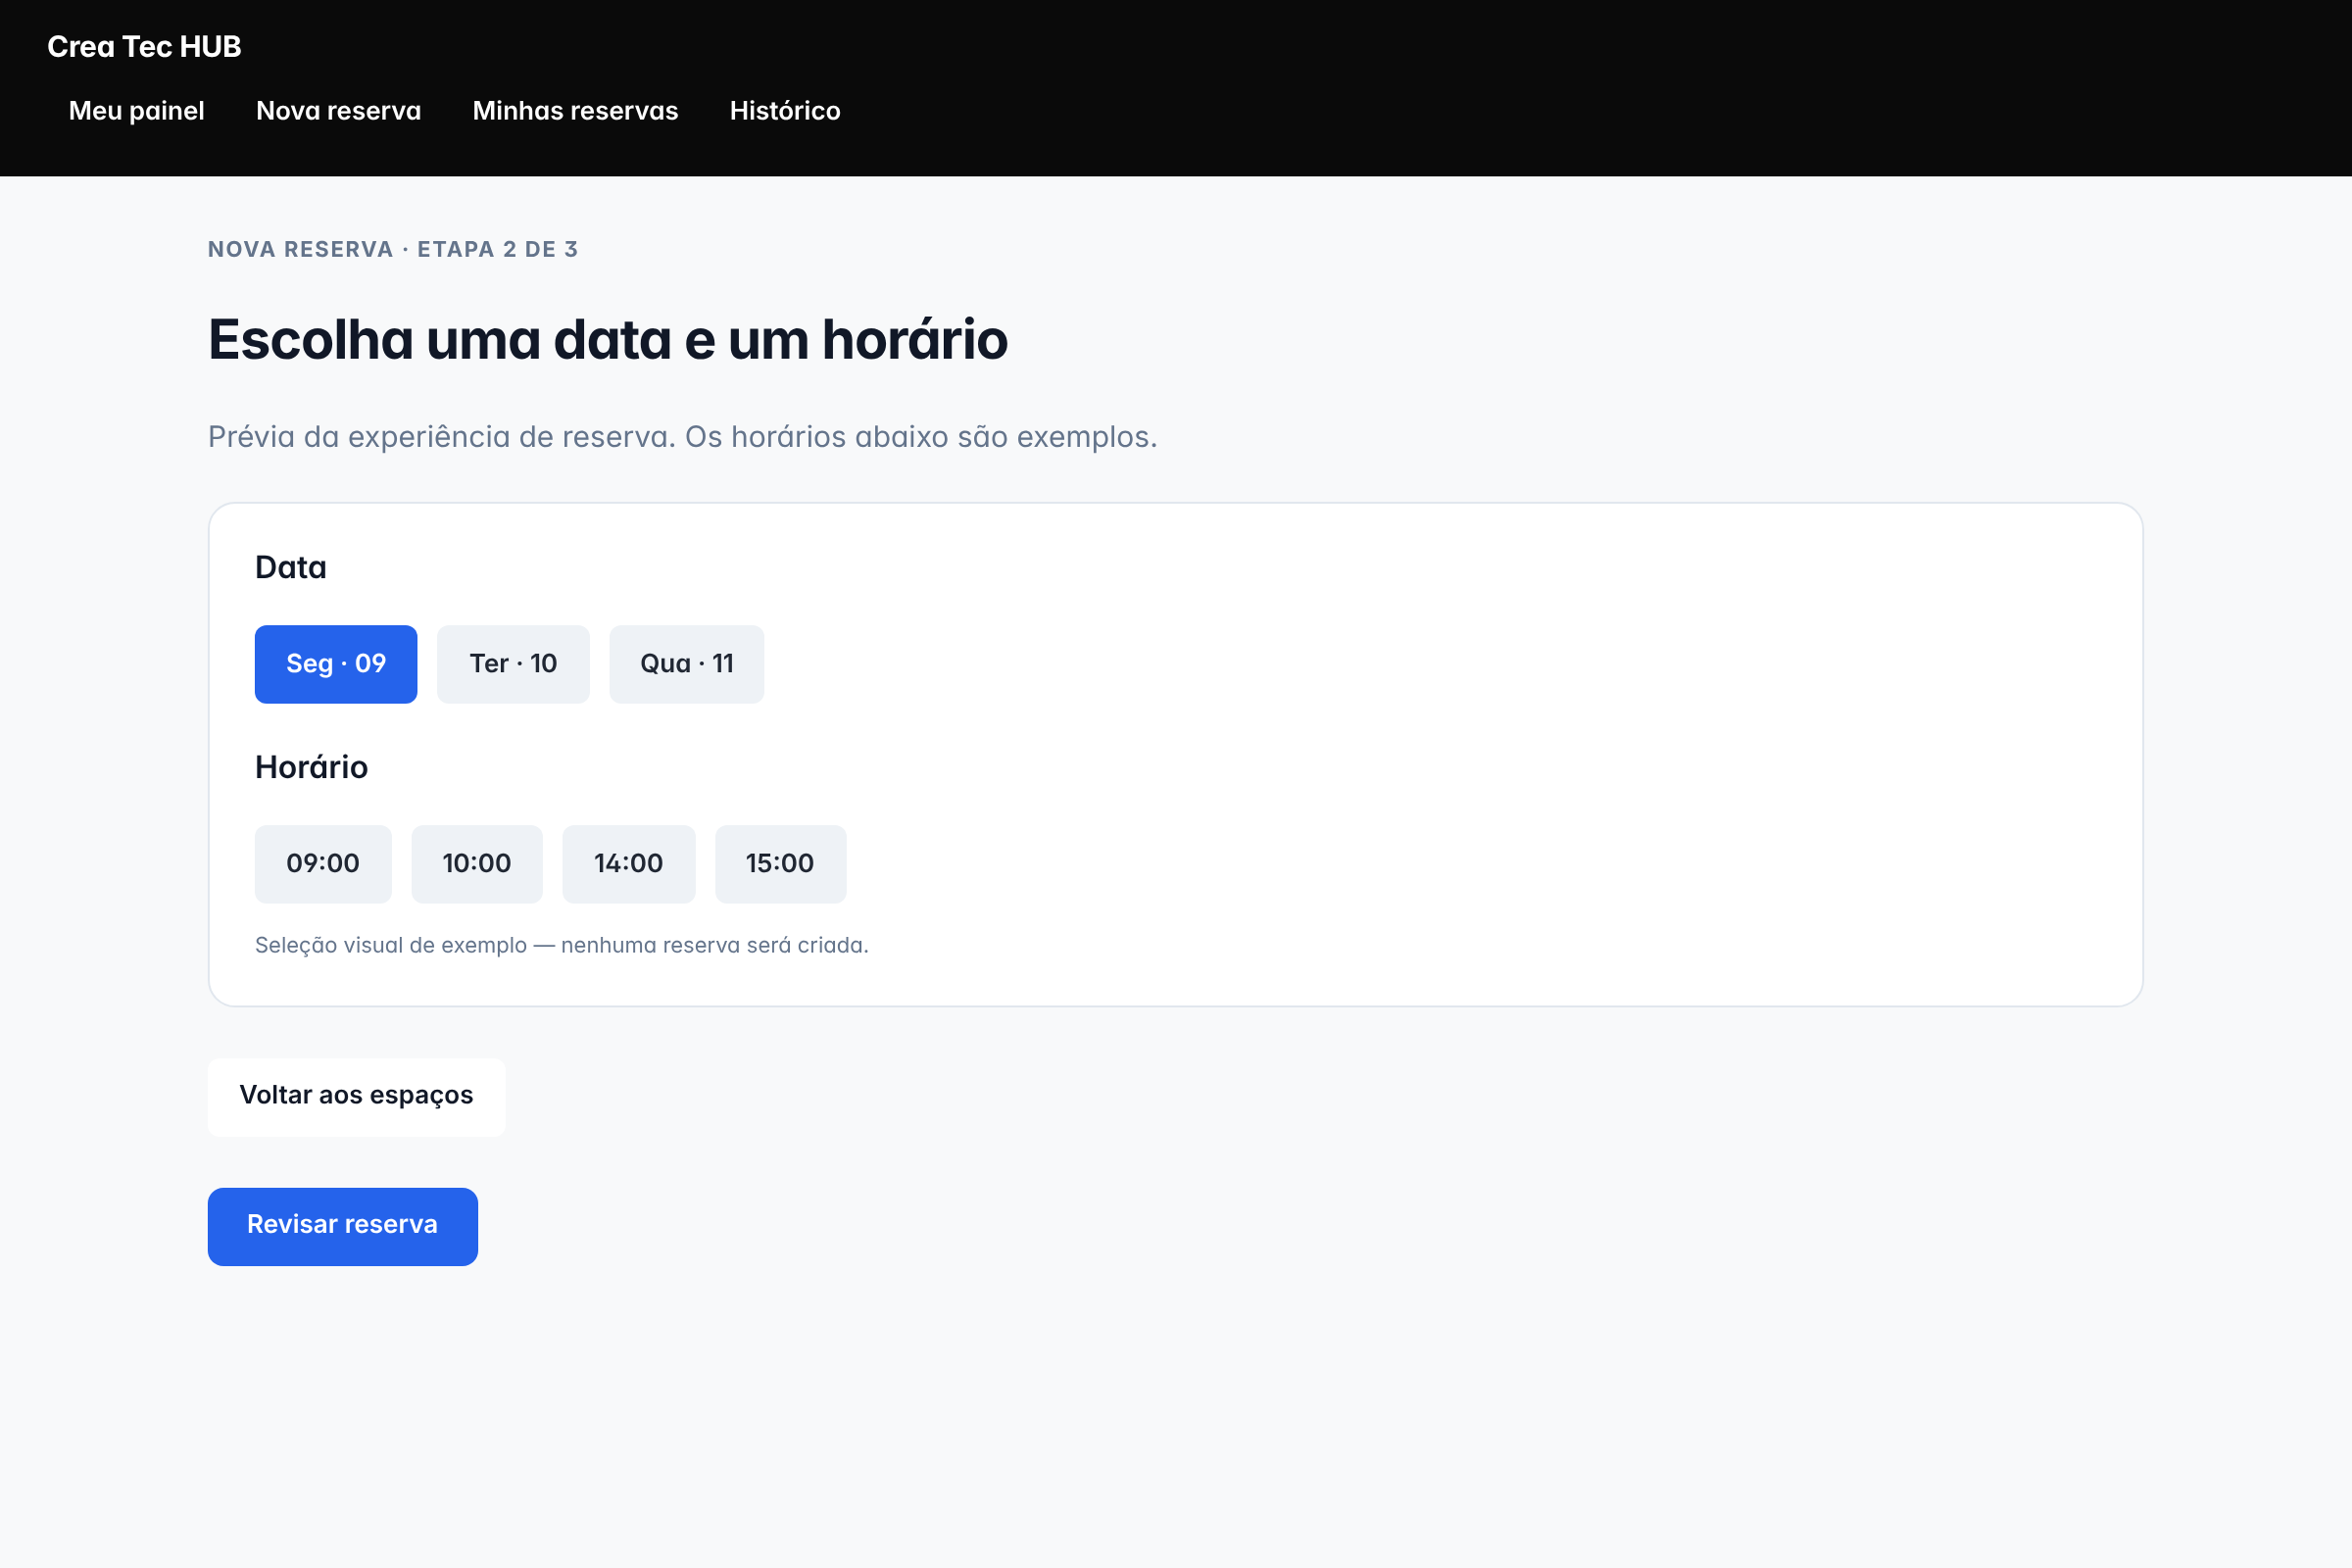 Crea Tec HUB
Meu painel Nova reserva Minhas reservas Histórico
NOVA RESERVA · ETAPA 2 DE 3
Escolha uma data e um horário
Prévia da experiência de reserva. Os horários abaixo são exemplos.
Data
Seg · 09 Ter · 10 Qua · 11
Horário
09:00 10:00 14:00 15:00
Seleção visual de exemplo — nenhuma reserva será criada.
Voltar aos espaços
Revisar reserva